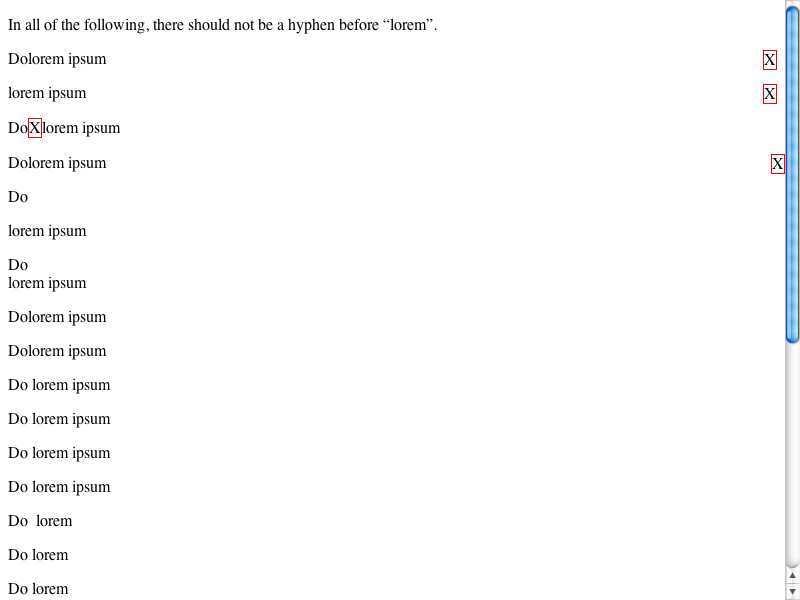 In all of the following, there should not be a hyphen before “lorem”.
Dolorem ipsum X
lorem ipsum X
DoXlorem ipsum
Dolorem ipsum X
Do
lorem ipsum
Do
lorem ipsum
Dolorem ipsum
Dolorem ipsum
Do lorem ipsum
Do lorem ipsum
Do lorem ipsum
Do lorem ipsum
Do  lorem
Do lorem
Do lorem